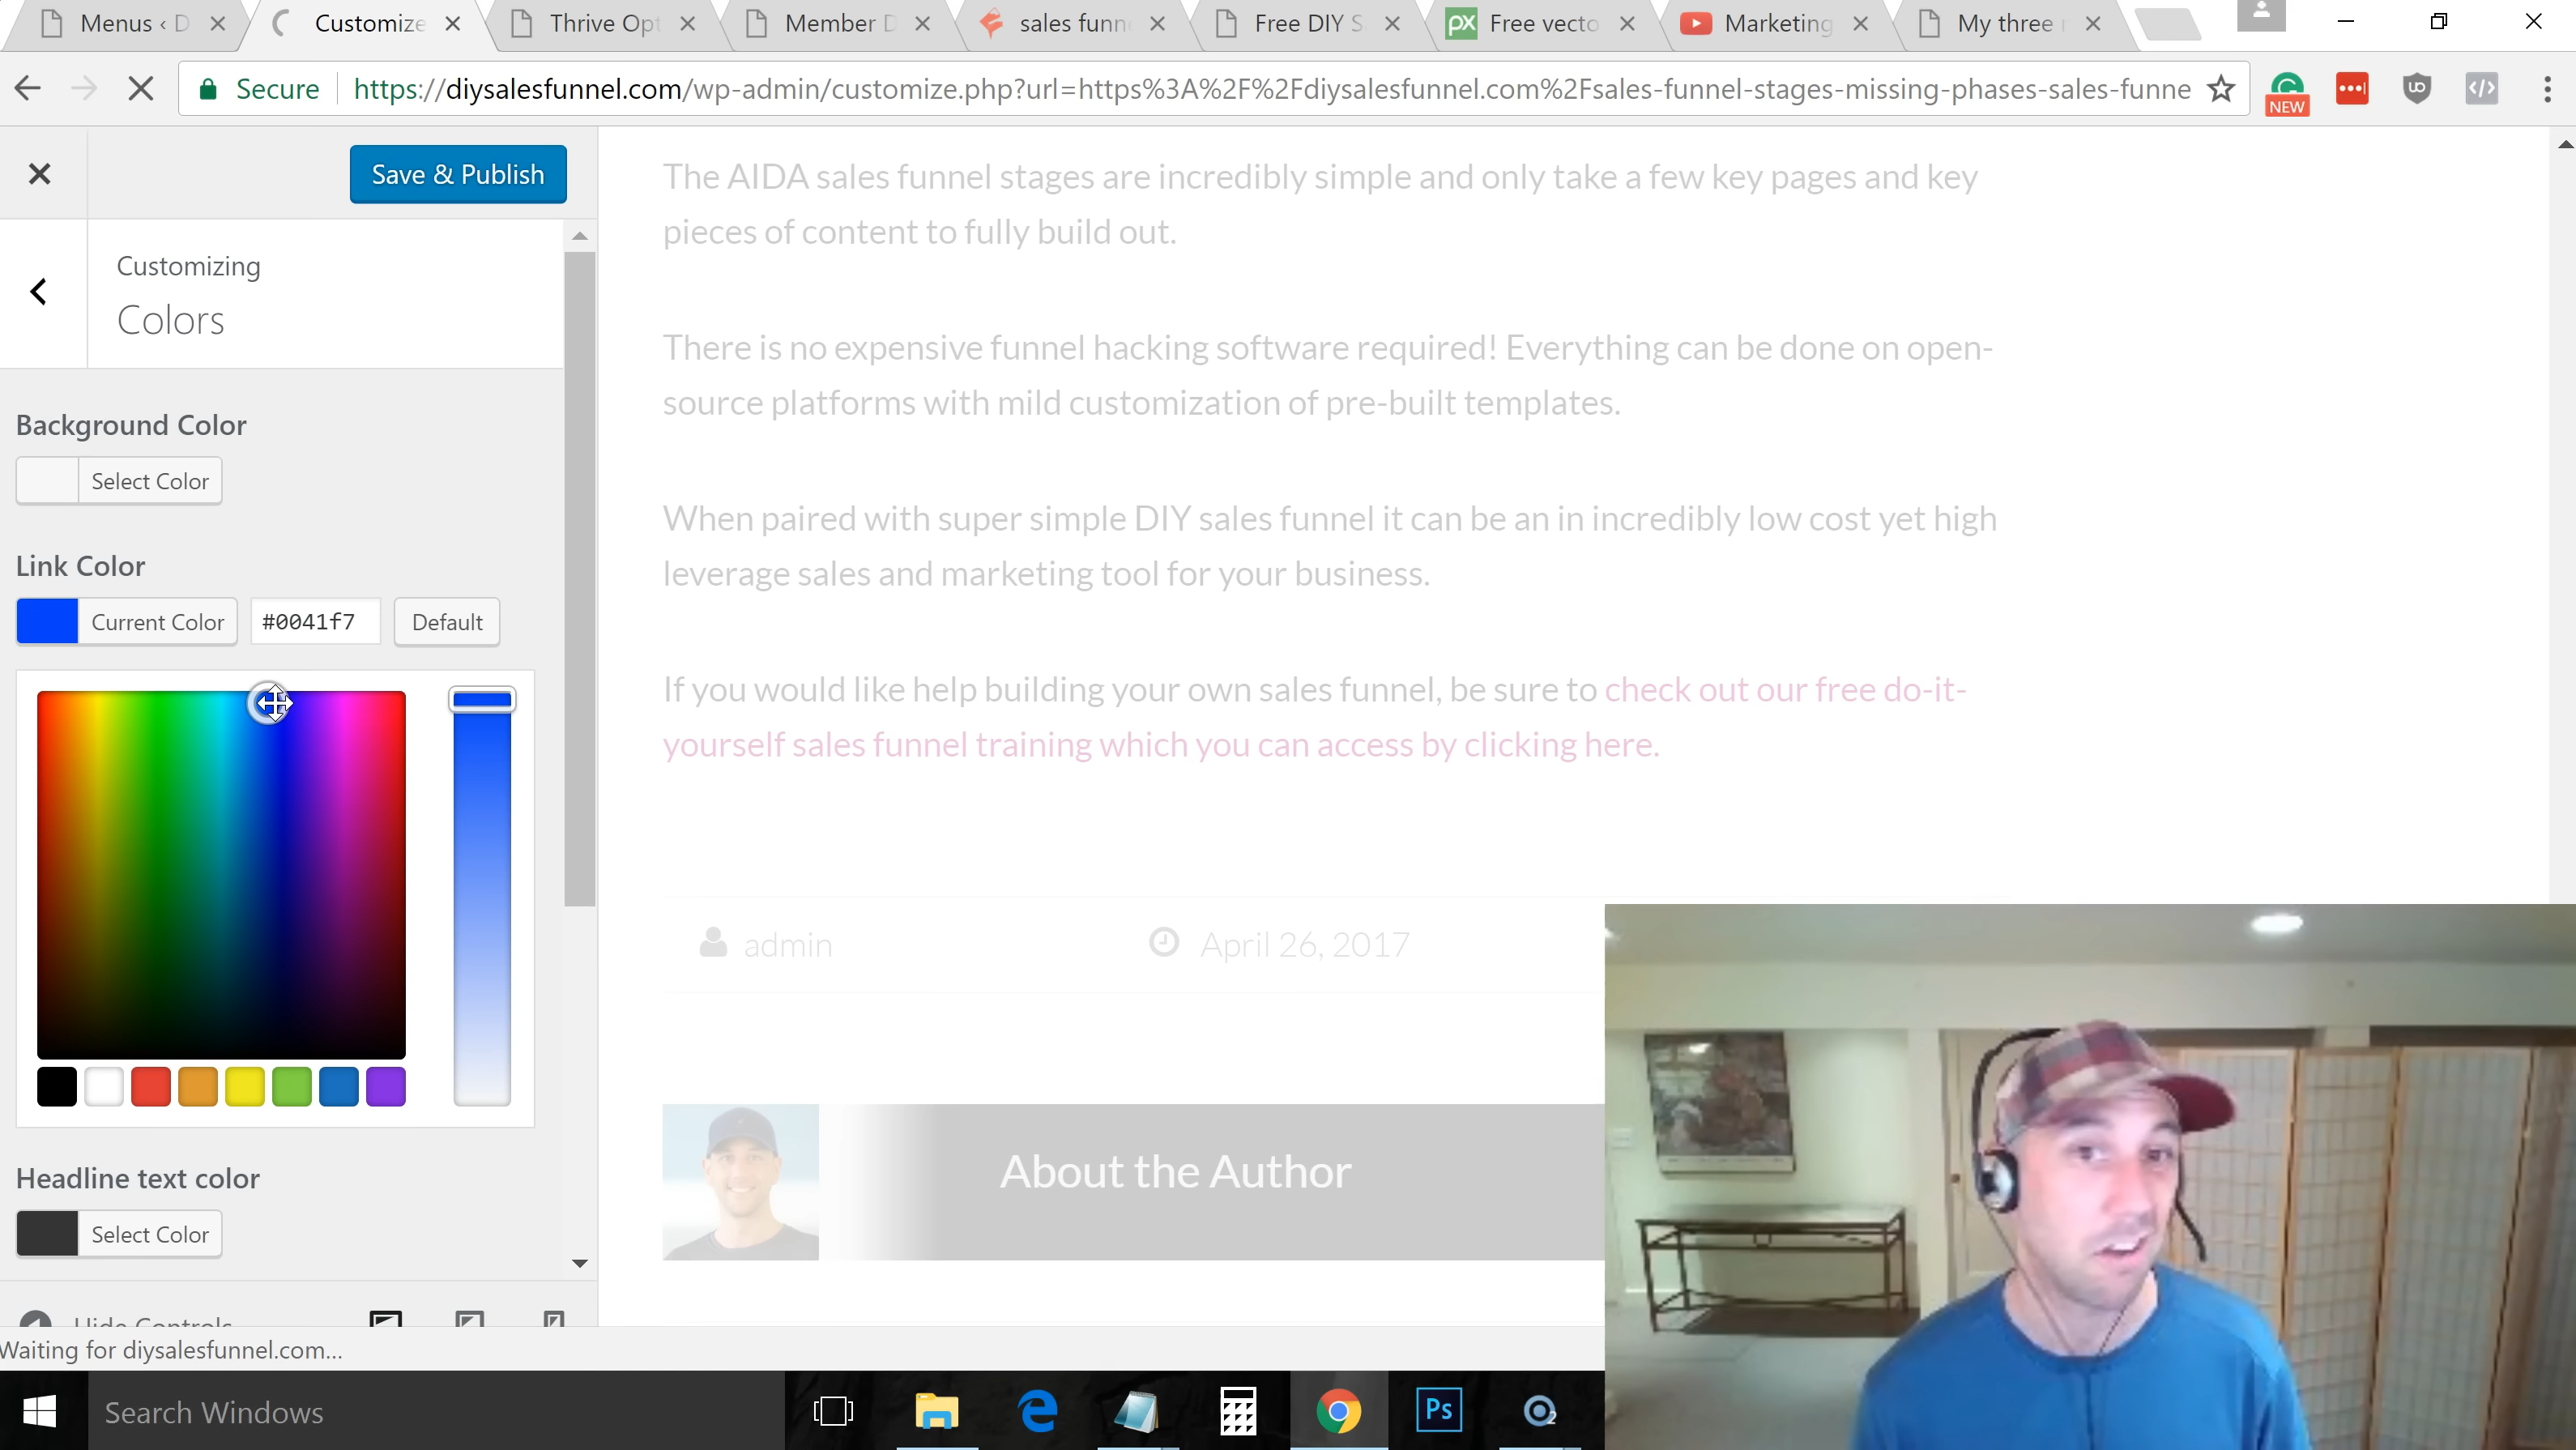 Menus ‹ D
Customize
Thrive Opt
Member D
sales funn
Free DIY S
px
Free vecto
Marketing
My three
Secure
https://diysalesfunnel.com/wp-admin/customize.php?url=https%3A%2F%2Fdiysalesfunnel.com%2Fsales-funnel-stages-missing-phases-sales-funne
NEW
Save & Publish
Customizing
Colors
Background Color
Select Color
Link Color
Current Color
#0041f7
Default
Headline text color
Select Color
Hide Controls
The AIDA sales funnel stages are incredibly simple and only take a few key pages and key
pieces of content to fully build out.
There is no expensive funnel hacking software required! Everything can be done on open-
source platforms with mild customization of pre-built templates.
When paired with super simple DIY sales funnel it can be an in incredibly low cost yet high
leverage sales and marketing tool for your business.
If you would like help building your own sales funnel, be sure to check out our free do-it-
yourself sales funnel training which you can access by clicking here.
admin
April 26, 2017
About the Author
Waiting for diysalesfunnel.com...
Search Windows
Ps
2